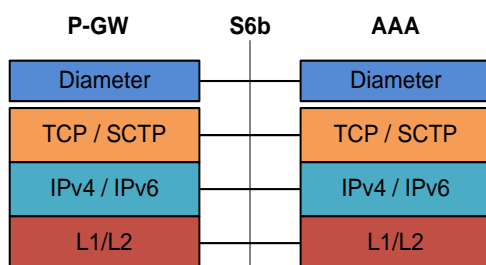 P-GW S6b AAA
Diameter Diameter
TCP / SCTP TCP / SCTP
IPv4 / IPv6 IPv4 / IPv6
L1/L2 L1/L2